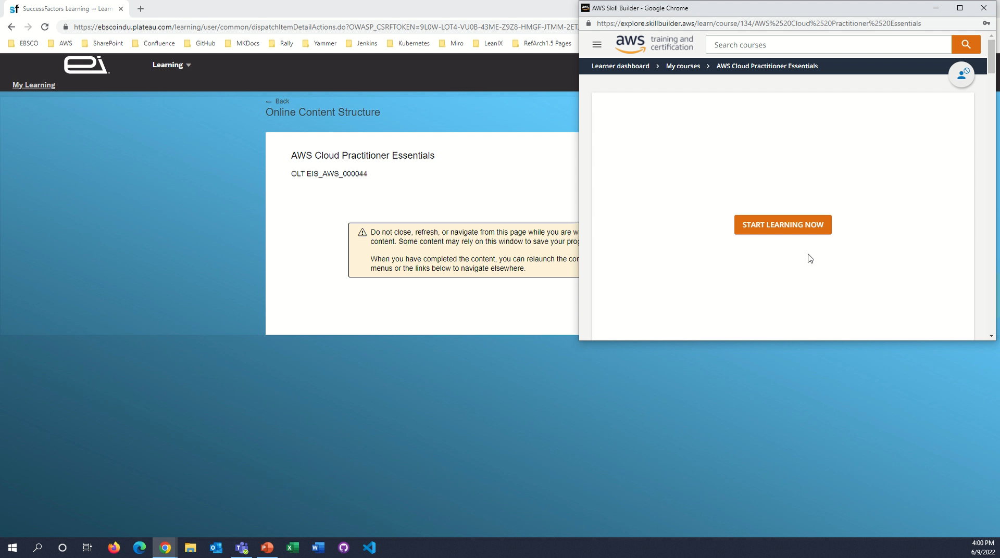 SuccessFactors Learning → Learn
https://ebscoindu.plateau.com/learning/user/common/dispatchItemDetailActions.do?OWASP_CSRFTOKEN=9L0W-LOT4-VU0B-43ME-Z9Z8-HMGF-JTMM-2ET
EBSCO AWS SharePoint Confluence GitHub MKDocs Rally Yammer Jenkins Kubernetes Miro LeanIX RefArch1.5 Pages
ei
Learning
My Learning
← Back
Online Content Structure
AWS Cloud Practitioner Essentials
OLT EIS_AWS_000044
Do not close, refresh, or navigate from this page while you are w
content. Some content may rely on this window to save your prog
When you have completed the content, you can relaunch the con
menus or the links below to navigate elsewhere.
AWS Skill Builder - Google Chrome
https://explore.skillbuilder.aws/learn/course/134/AWS%2520Cloud%2520Practitioner%2520Essentials
aws training and
certification
Search courses
Learner dashboard > My courses > AWS Cloud Practitioner Essentials
START LEARNING NOW
4:00 PM
6/9/2022